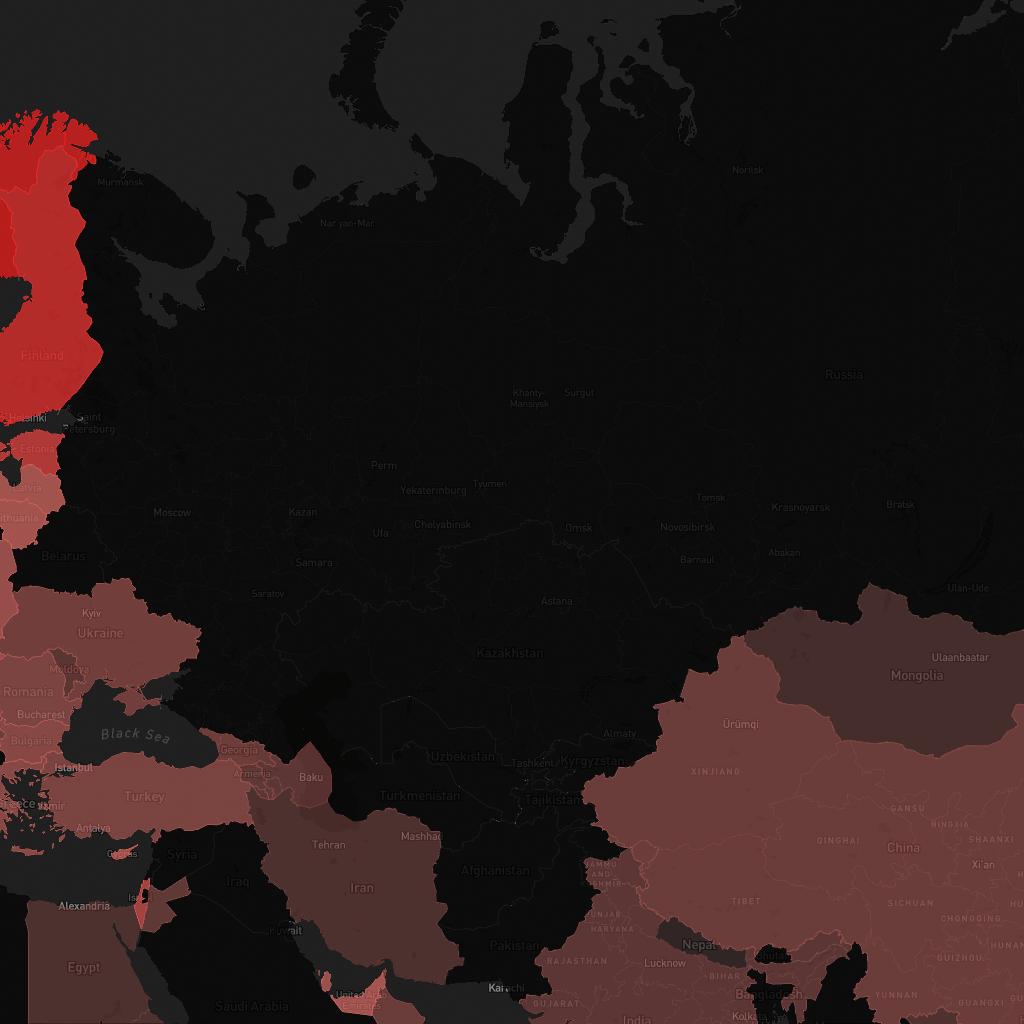 Murmansk
Norilsk
Nar'yan-Mar
Finland
Russia
Khanty-
Mansiysk
Surgut
Helsinki
Saint
Petersburg
Estonia
Perm
Yekaterinburg
Tyumen
Latvia
Tomsk
Krasnoyarsk
Bratsk
Lithuania
Moscow
Kazan
Chelyabinsk
Omsk
Novosibirsk
Ufa
Belarus
Samara
Barnaul
Abakan
Saratov
Astana
Ulan-Ude
Kyiv
Ukraine
Kazakhstan
Ulaanbaatar
Moldova
Mongolia
Romania
Bucharest
Ürümqi
Black Sea
Almaty
Bulgaria
Georgia
Uzbekistan
Tashkent
Kyrgyzstan
Istanbul
Armenia
Baku
XINJIANG
Turkey
Turkmenistan
Tajikistan
Greece
Izmir
GANSU
NINGXIA
Antalya
Mashhad
Tehran
QINGHAI
China
SHAANXI
Cyprus
Syria
Xi'an
Iraq
Iran
Afghanistan
JAMMU
AND
KASHMIR
Alexandria
TIBET
SICHUAN
CHONGQING
PUNJAB
HARYANA
Kuwait
Pakistan
Nepal
HUNAN
Bhutan
GUIZHOU
Egypt
RAJASTHAN
Lucknow
BIHAR
United Arab
Emirates
Karachi
Bangladesh
YUNNAN
Saudi Arabia
GUJARAT
GUANGXI
India
Kolkata